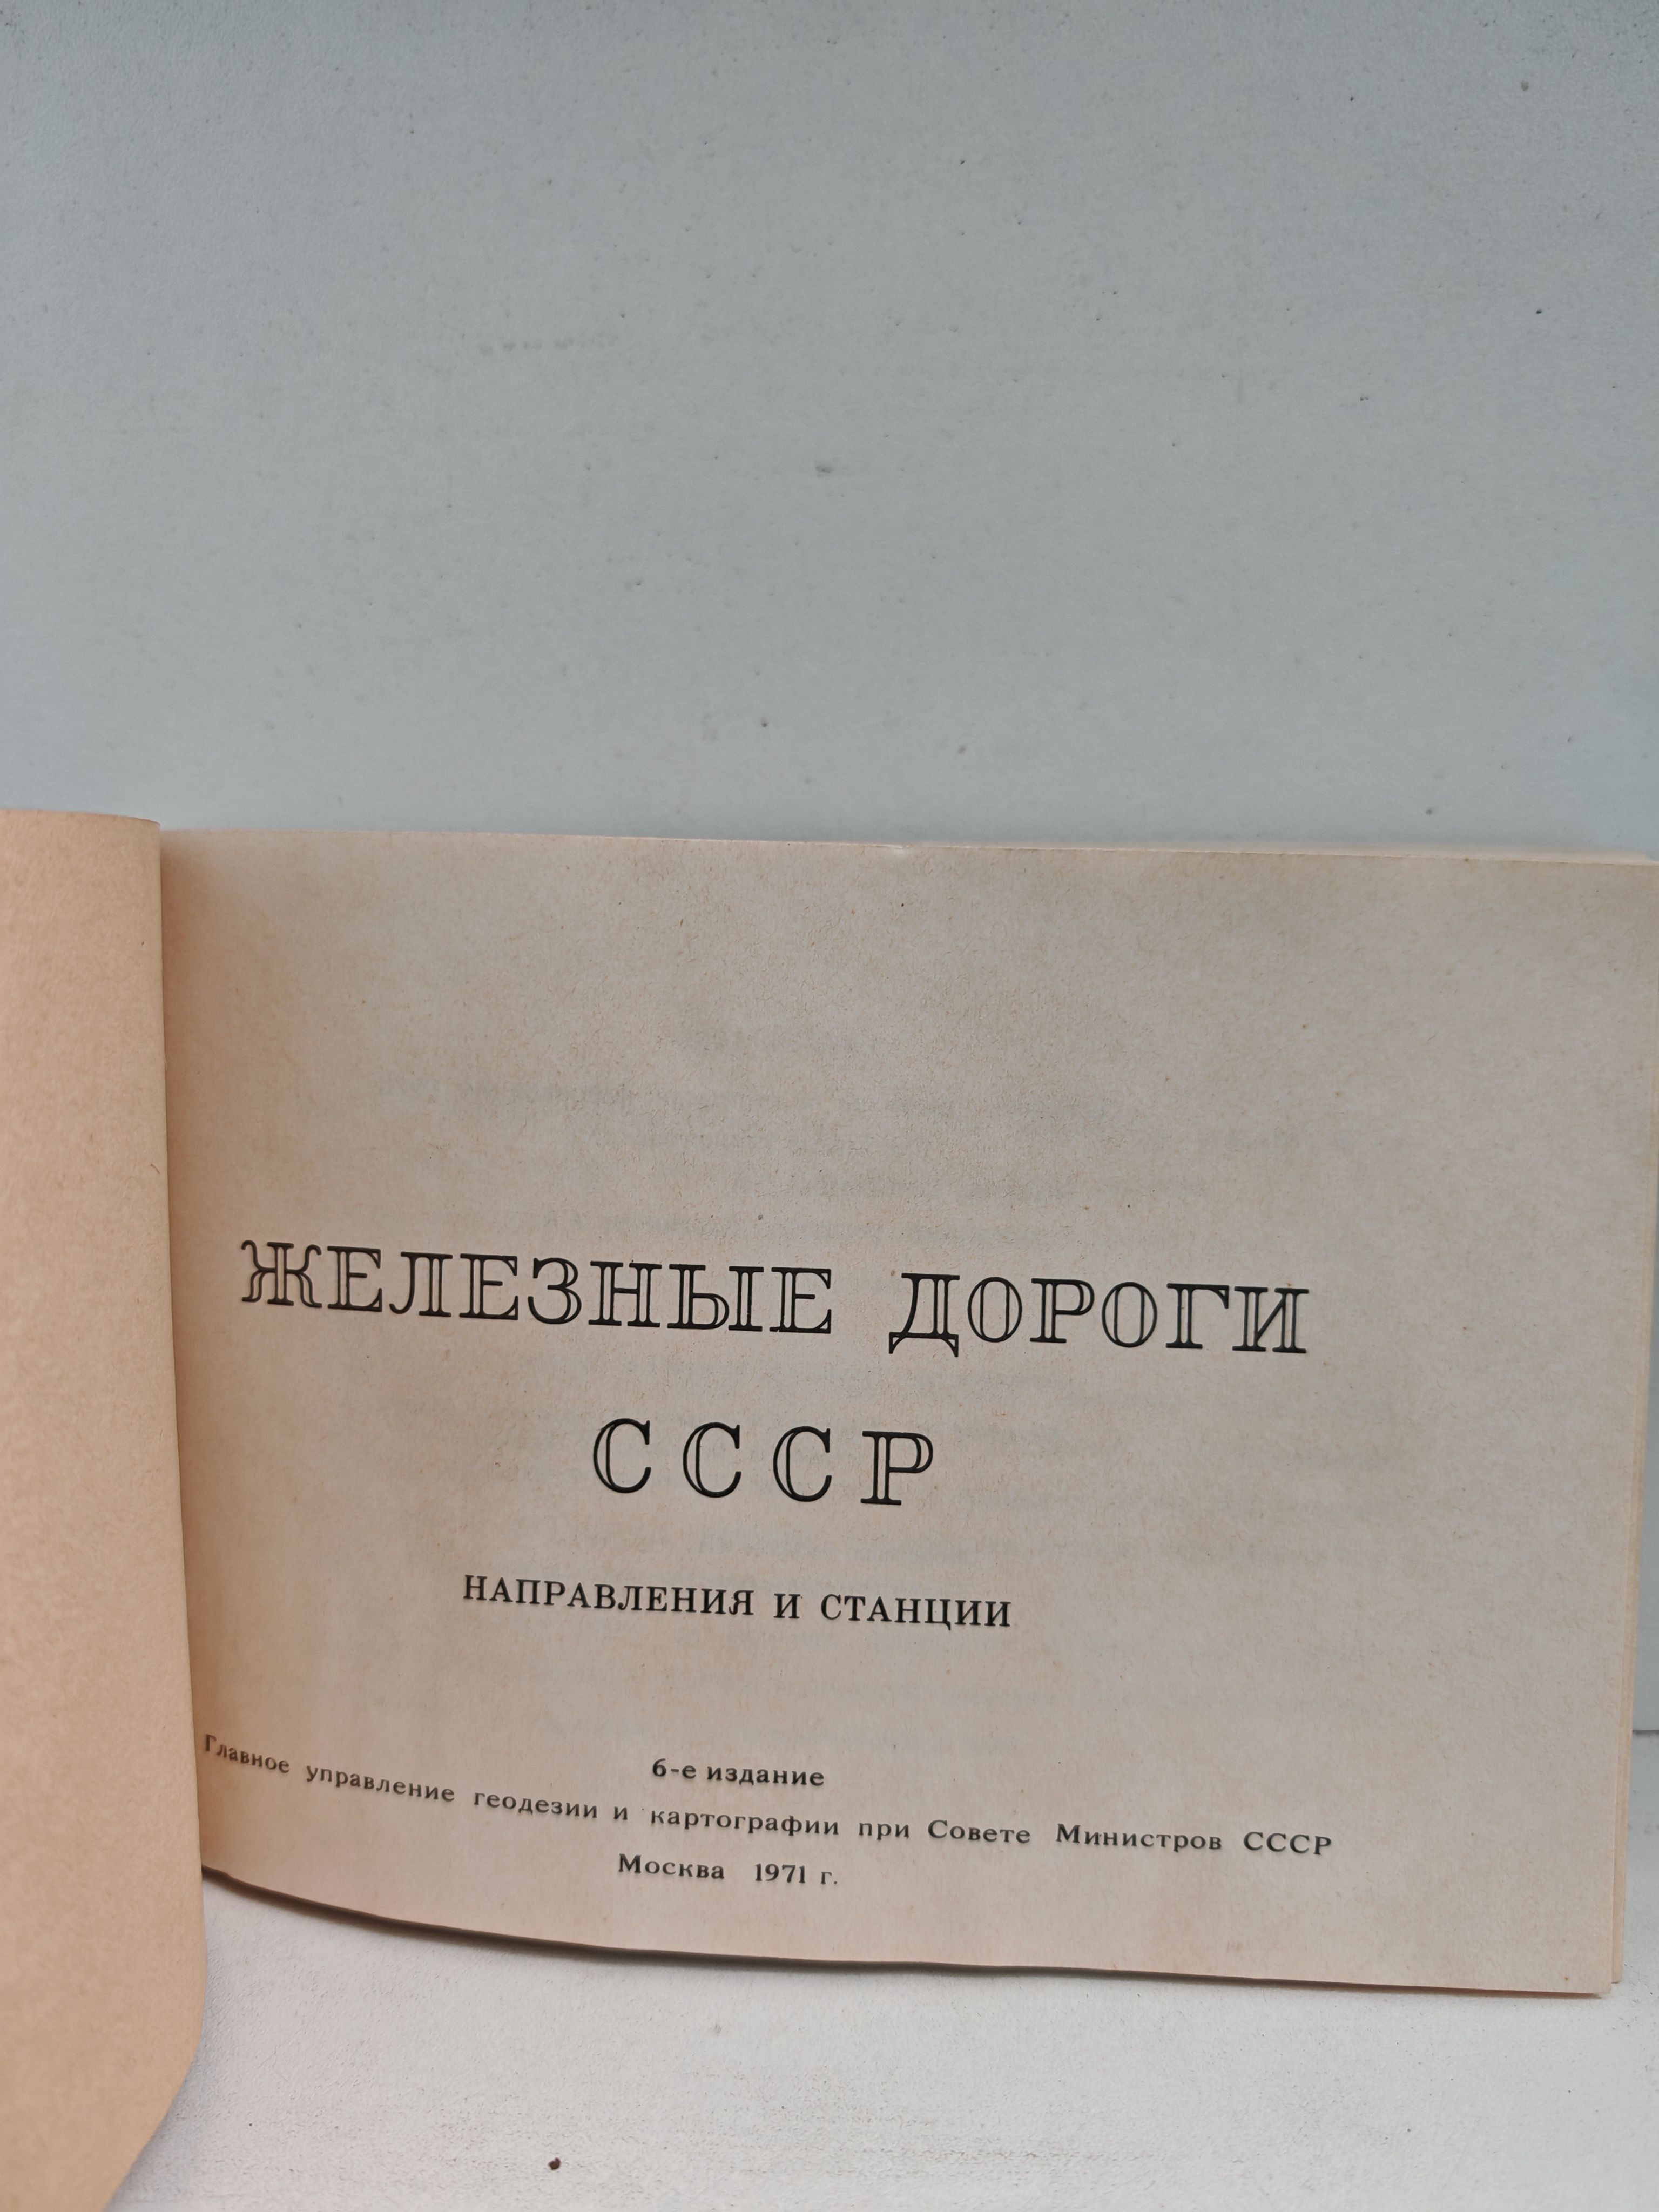 ЖЕЛЕЗНЫЕ ДОРОГИ
СССР
НАПРАВЛЕНИЯ И СТАНЦИИ
6-е издание
Главное управление геодезии и картографии при Совете Министров СССР
Москва 1971 г.